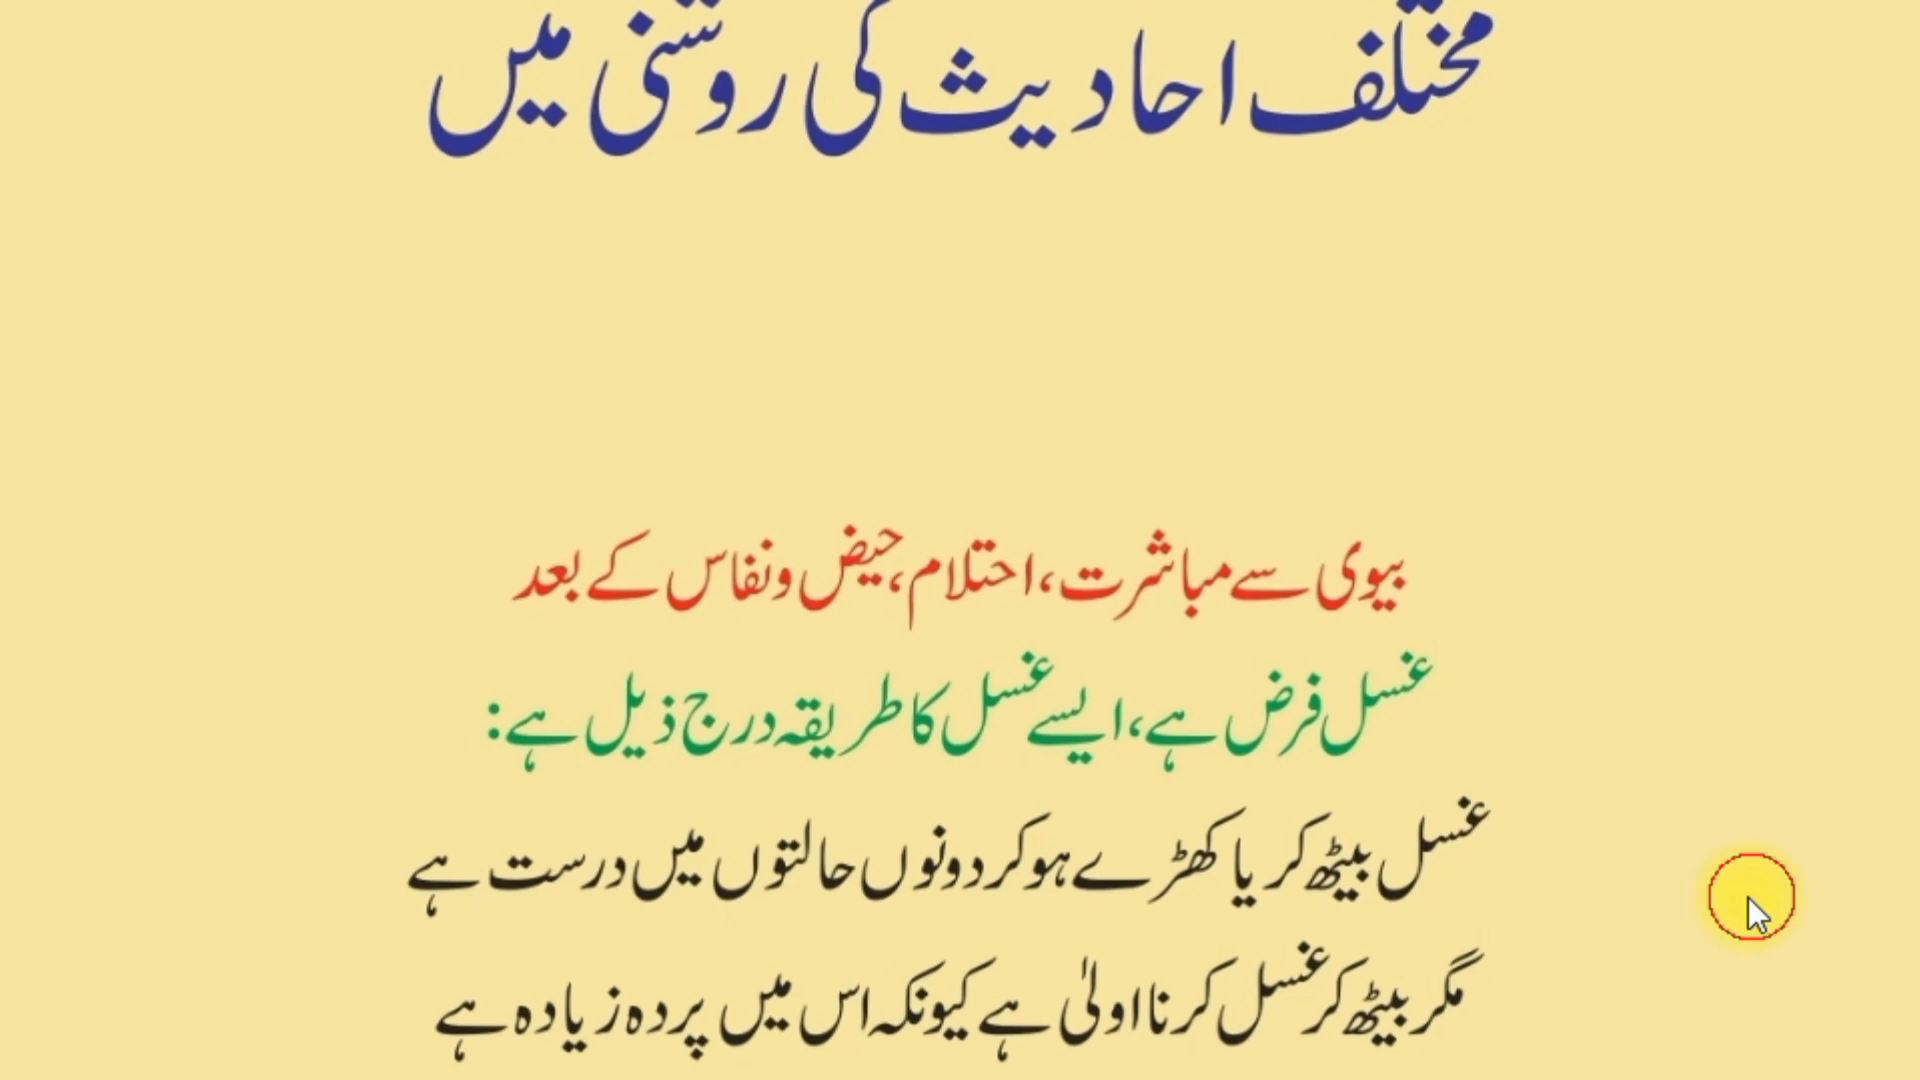 مختلف احادیث کی روشنی میں
بیوی سے مباشرت، احتلام، حیض و نفاس کے بعد
غسل فرض ہے، ایسے غسل کا طریقہ درج ذیل ہے:
غسل بیٹھ کر یا کھڑے ہو کر دونوں حالتوں میں درست ہے
مگر بیٹھ کر غسل کرنا اولیٰ ہے کیونکہ اس میں پردہ زیادہ ہے